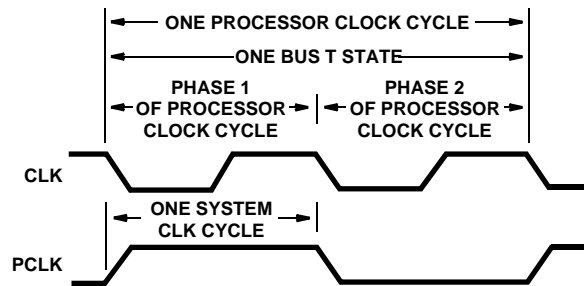 ONE PROCESSOR CLOCK CYCLE
ONE BUS T STATE
PHASE 1
OF PROCESSOR
CLOCK CYCLE
PHASE 2
OF PROCESSOR
CLOCK CYCLE
CLK
ONE SYSTEM
CLK CYCLE
PCLK